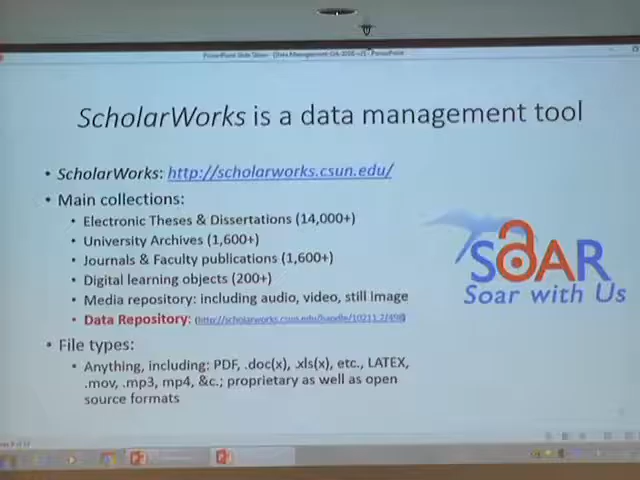 ScholarWorks is a data management tool
• ScholarWorks: http://scholarworks.csun.edu/
• Main collections:
• Electronic Theses & Dissertations (14,000+)
• University Archives (1,600+)
• Journals & Faculty publications (1,600+)
• Digital learning objects (200+)
• Media repository: including audio, video, still image
• Data Repository: (http://scholarworks.csun.edu/handle/10211.2/498)
SOAR
Soar with Us
• File types:
• Anything, including: PDF, .doc(x), .xls(x), etc., LATEX,
.mov, .mp3, mp4, &c.; proprietary as well as open
source formats